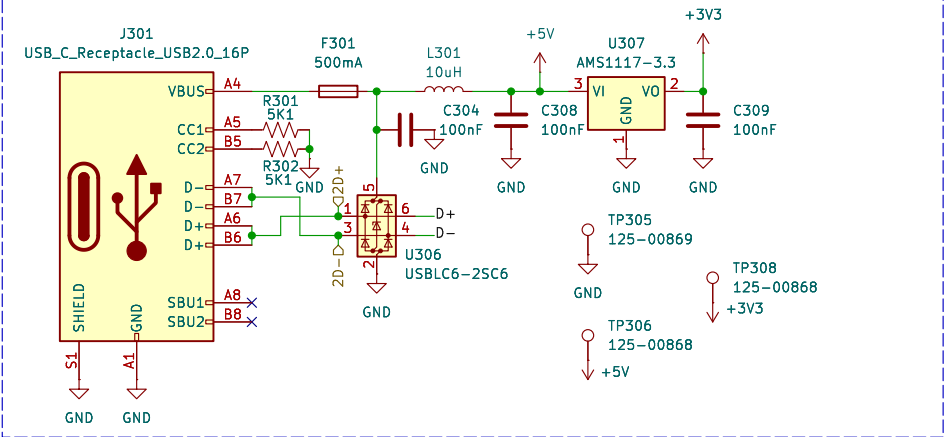 J301
USB_C_Receptacle_USB2.0_16P
VBUS A4
CC1 A5
CC2 B5
D- A7
D- B7
D+ A6
D+ B6
SBU1 A8
SBU2 B8
SHIELD
GND
S1
A1
GND
GND
R301
5K1
R302
5K1
GND
F301
500mA
L301
10uH
C304
100nF
GND
2D+
2D-
5
1
3
6
4
2
D+
D-
U306
USBLC6-2SC6
GND
+5V
C308
100nF
GND
U307
AMS1117-3.3
3 VI
VO 2
GND
1
GND
+3V3
C309
100nF
GND
TP305
125-00869
GND
TP308
125-00868
+3V3
TP306
125-00868
+5V